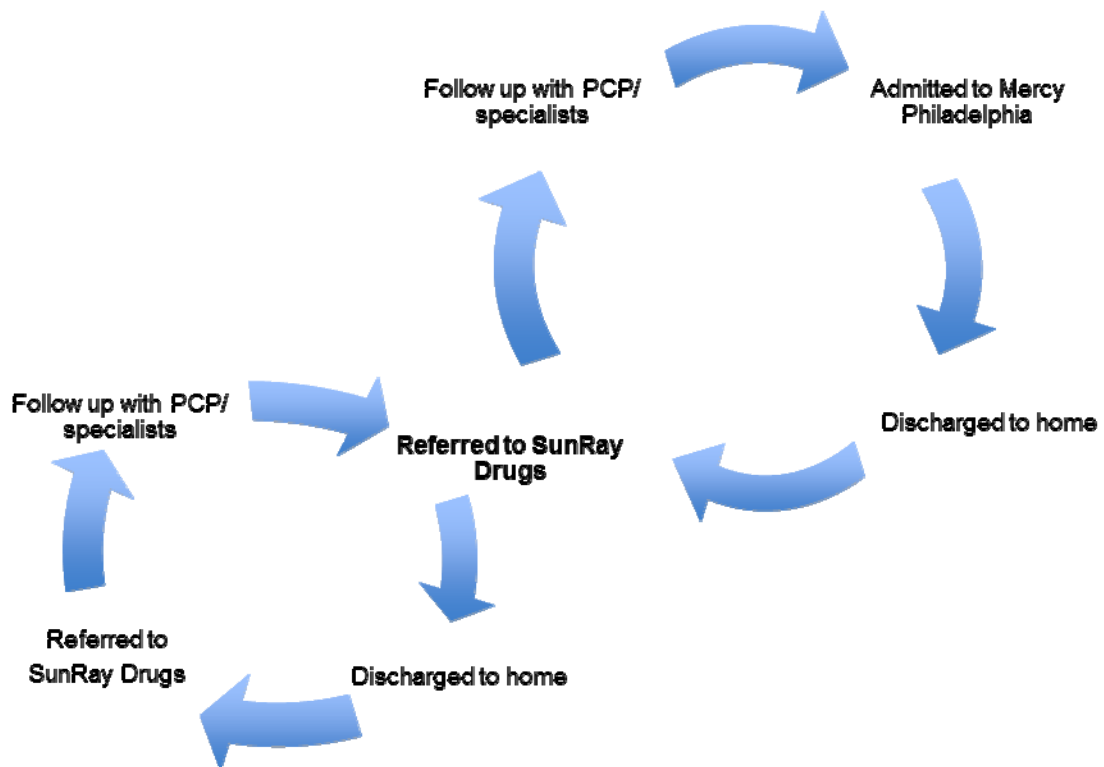 Follow up with PCP/
specialists
Admitted to Mercy
Philadelphia
Discharged to home
Follow up with PCP/
specialists
Referred to SunRay
Drugs
Discharged to home
Referred to
SunRay Drugs